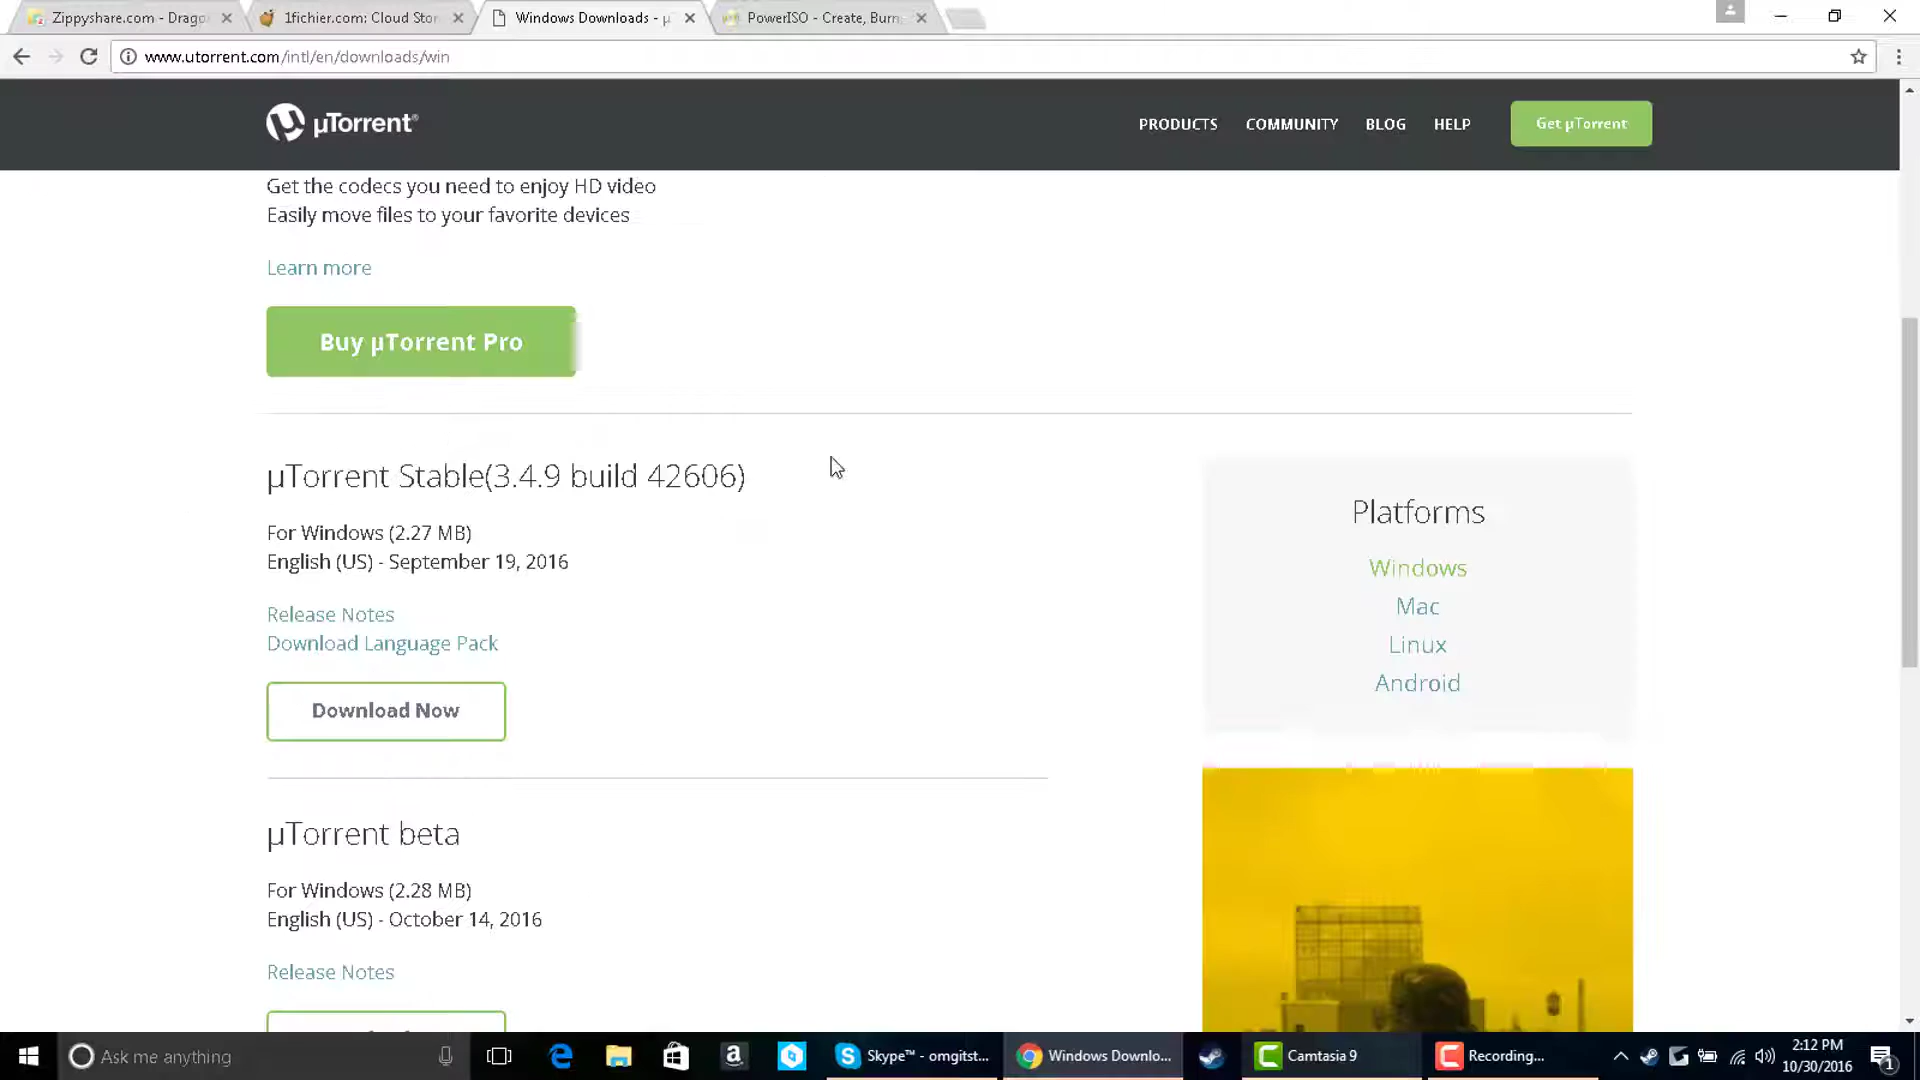 Zippyshare.com - Drago
1fichier.com: Cloud Stor
Windows Downloads - µ
PowerISO - Create, Burn,
www.utorrent.com/intl/en/downloads/win
µTorrent®
PRODUCTS
COMMUNITY
BLOG
HELP
Get µTorrent
Get the codecs you need to enjoy HD video
Easily move files to your favorite devices
Learn more
Buy µTorrent Pro
µTorrent Stable(3.4.9 build 42606)
For Windows (2.27 MB)
English (US) - September 19, 2016
Release Notes
Download Language Pack
Download Now
Platforms
Windows
Mac
Linux
Android
µTorrent beta
For Windows (2.28 MB)
English (US) - October 14, 2016
Release Notes
Ask me anything
Skype™ - omgitst...
Windows Downlo...
Camtasia 9
Recording...
2:12 PM
10/30/2016
1